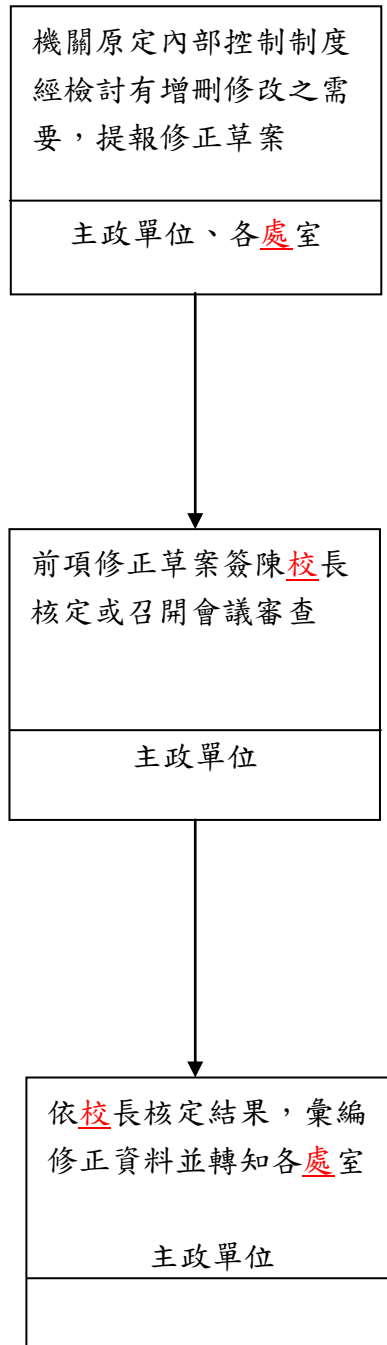 機關原定內部控制制度
經檢討有增刪修改之需
要，提報修正草案
主政單位、各處室
前項修正草案簽陳校長
核定或召開會議審查
主政單位
依校長核定結果，彙編
修正資料並轉知各處室
主政單位